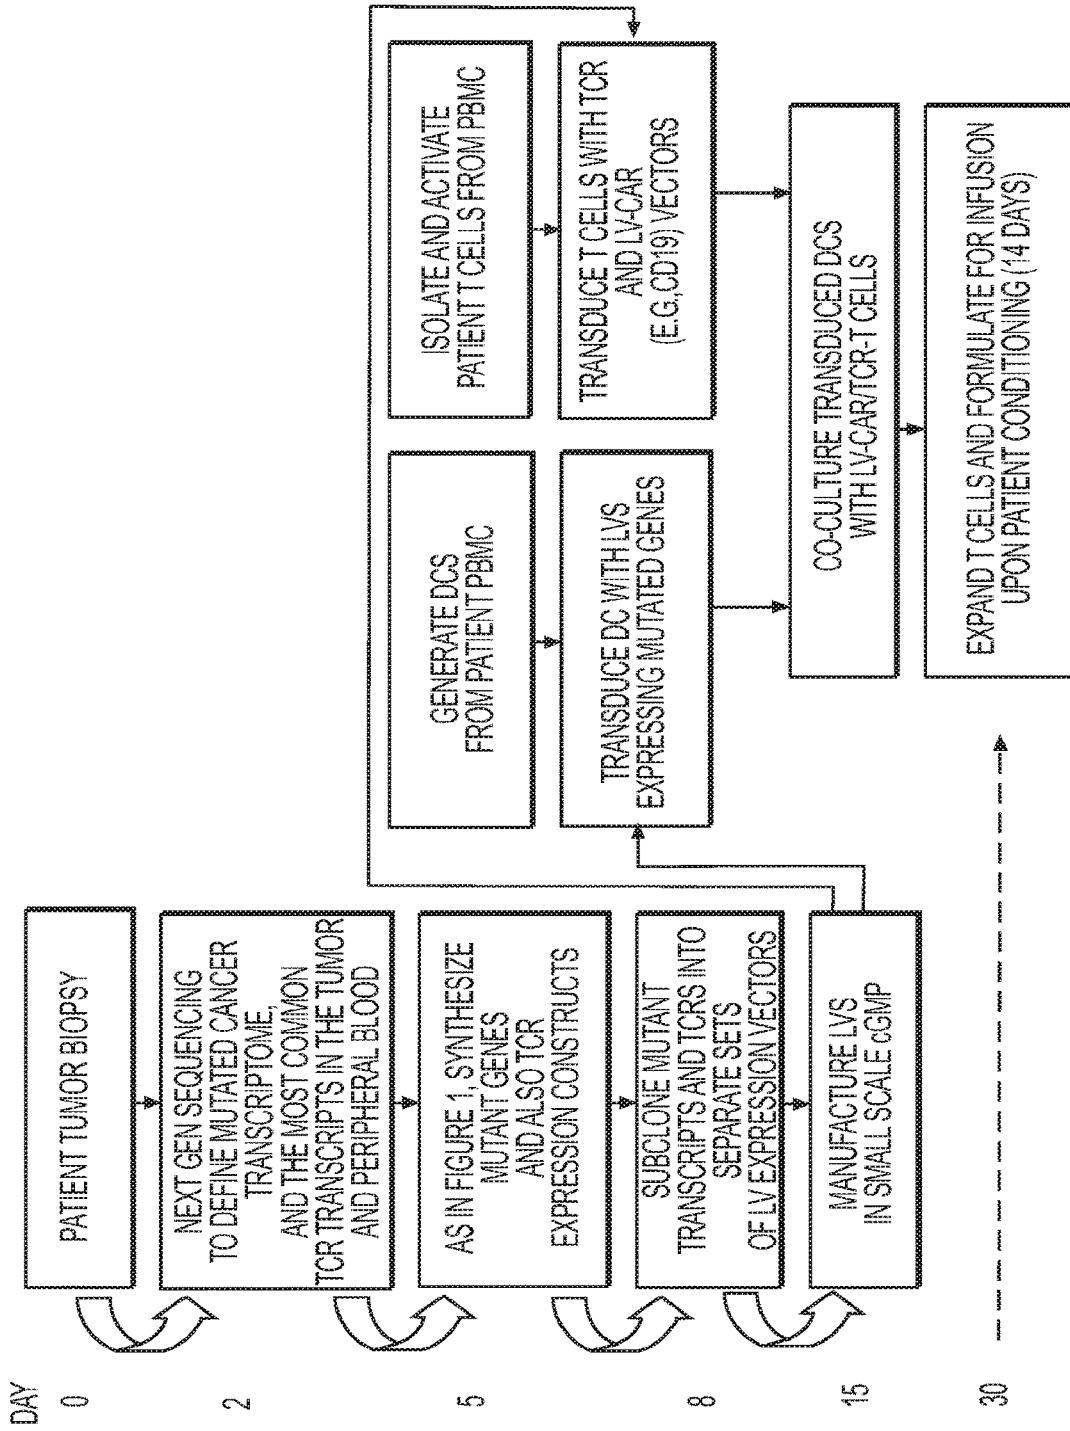 DAY
0
2
5
8
15
30
PATIENT TUMOR BIOPSY
NEXT GEN SEQUENCING
TO DEFINE MUTATED CANCER
TRANSCRIPTOME,
AND THE MOST COMMON
TCR TRANSCRIPTS IN THE TUMOR
AND PERIPHERAL BLOOD
AS IN FIGURE 1, SYNTHESIZE
MUTANT GENES
AND ALSO TCR
EXPRESSION CONSTRUCTS
SUBCLONE MUTANT
TRANSCRIPTS AND TCRS INTO
SEPARATE SETS
OF LV EXPRESSION VECTORS
MANUFACTURE LVS
IN SMALL SCALE cGMP
GENERATE DCS
FROM PATIENT PBMC
TRANSDUCE DC WITH LVS
EXPRESSING MUTATED GENES
ISOLATE AND ACTIVATE
PATIENT T CELLS FROM PBMC
TRANSDUCE T CELLS WITH TCR
AND LV-CAR
(E.G.,CD19) VECTORS
CO-CULTURE TRANSDUCED DCS
WITH LV-CAR/TCR-T CELLS
EXPAND T CELLS AND FORMULATE FOR INFUSION
UPON PATIENT CONDITIONING (14 DAYS)